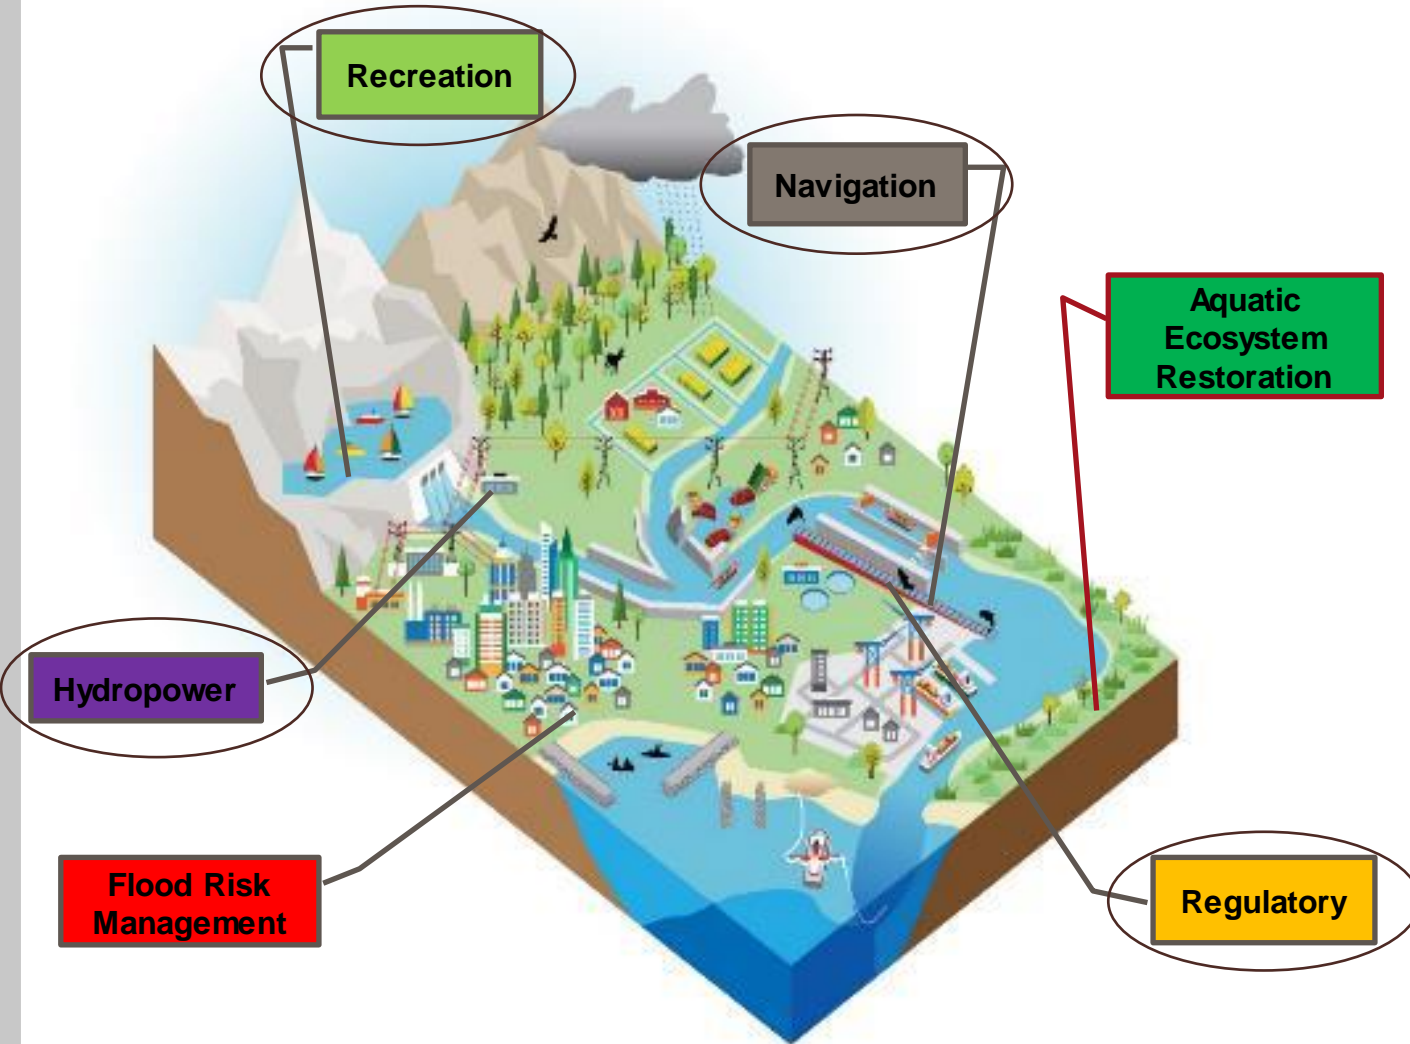 Recreation
Navigation
Aquatic
Ecosystem
Restoration
Hydropower
Flood Risk
Management
Regulatory